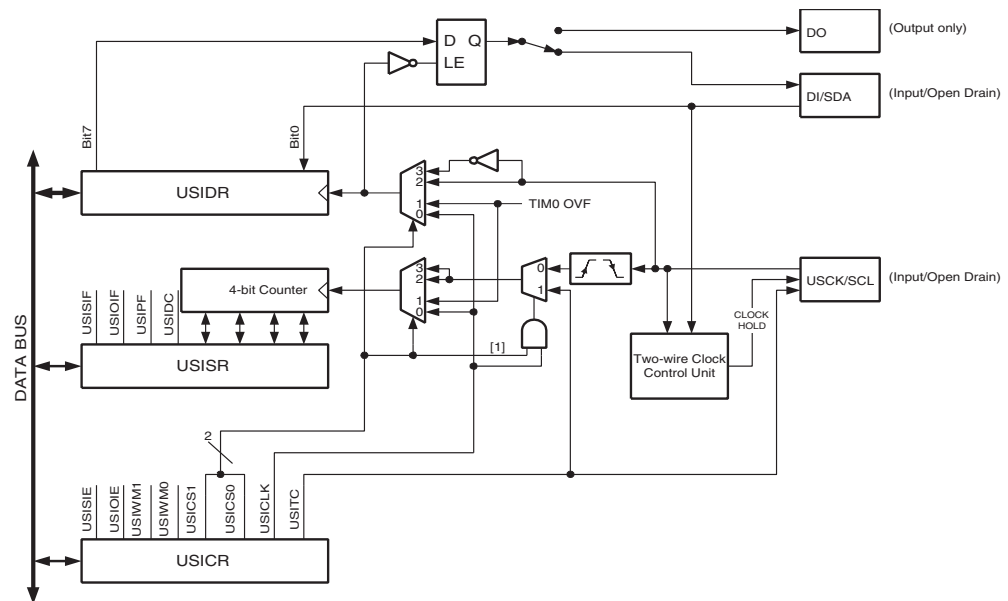 DO
(Output only)
D Q
LE
DI/SDA
(Input/Open Drain)
Bit7
Bit0
3
2
1
0
USIDR
TIM0 OVF
DATA BUS
4-bit Counter
3
2
1
0
0
1
USCK/SCL
(Input/Open Drain)
CLOCK
HOLD
USISIF
USIOIF
USIPF
USIDC
[1]
Two-wire Clock
Control Unit
USISR
2
USISIE
USIOIE
USIWM1
USIWM0
USICS1
USICS0
USICLK
USITC
USICR